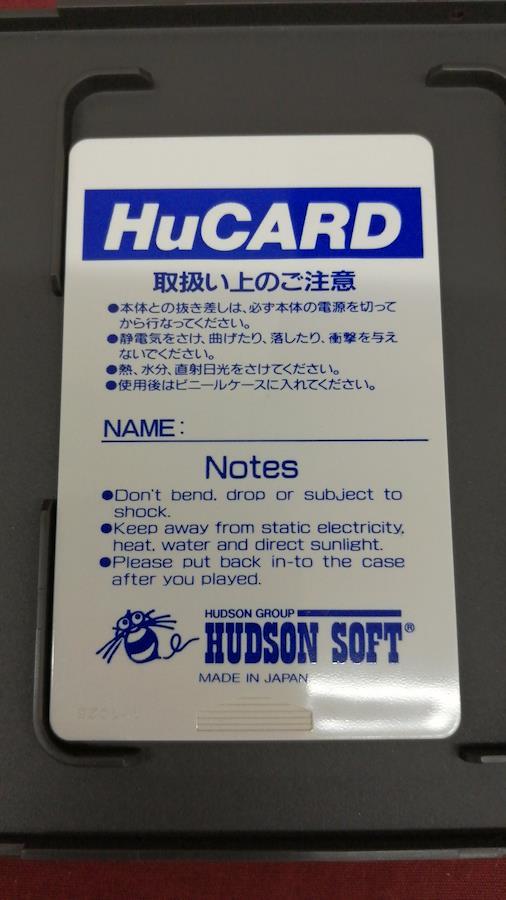 HuCARD
取扱い上のご注意
●本体との抜き差しは、必ず本体の電源を切って
から行なってください。
●静電気をさけ、曲げたり、落したり、衝撃を与え
ないでください。
●熱、水分、直射日光をさけてください。
●使用後はビニールケースに入れてください。
NAME:
Notes
●Don't bend, drop or subject to
shock.
●Keep away from static electricity,
heat, water and direct sunlight.
●Please put back in-to the case
after you played.
HUDSON GROUP
HUDSON SOFT®
MADE IN JAPAN